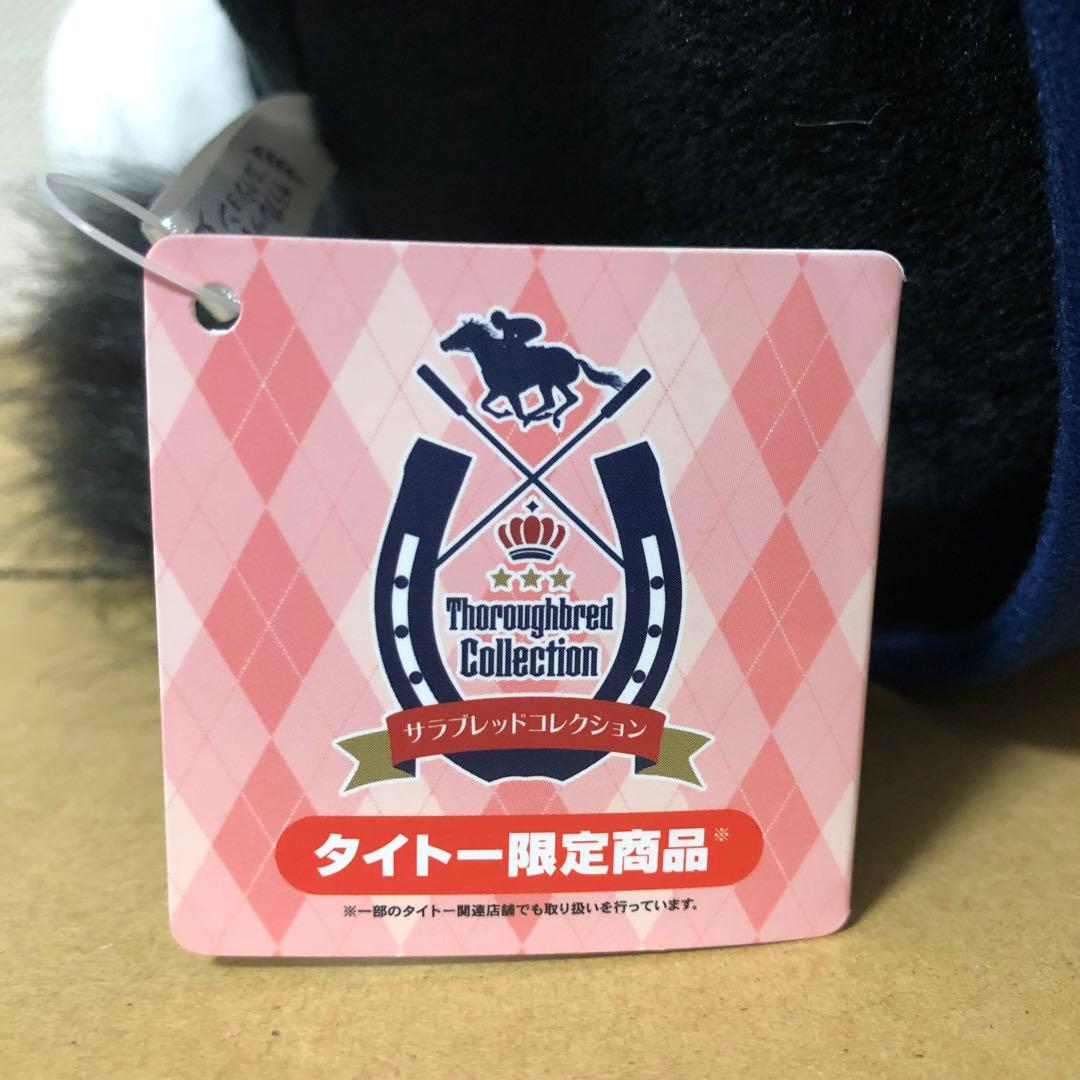 Thoroughbred
Collection
サラブレッドコレクション
タイトー限定商品※
※一部のタイトー関連店舗でも取り扱いを行っています。